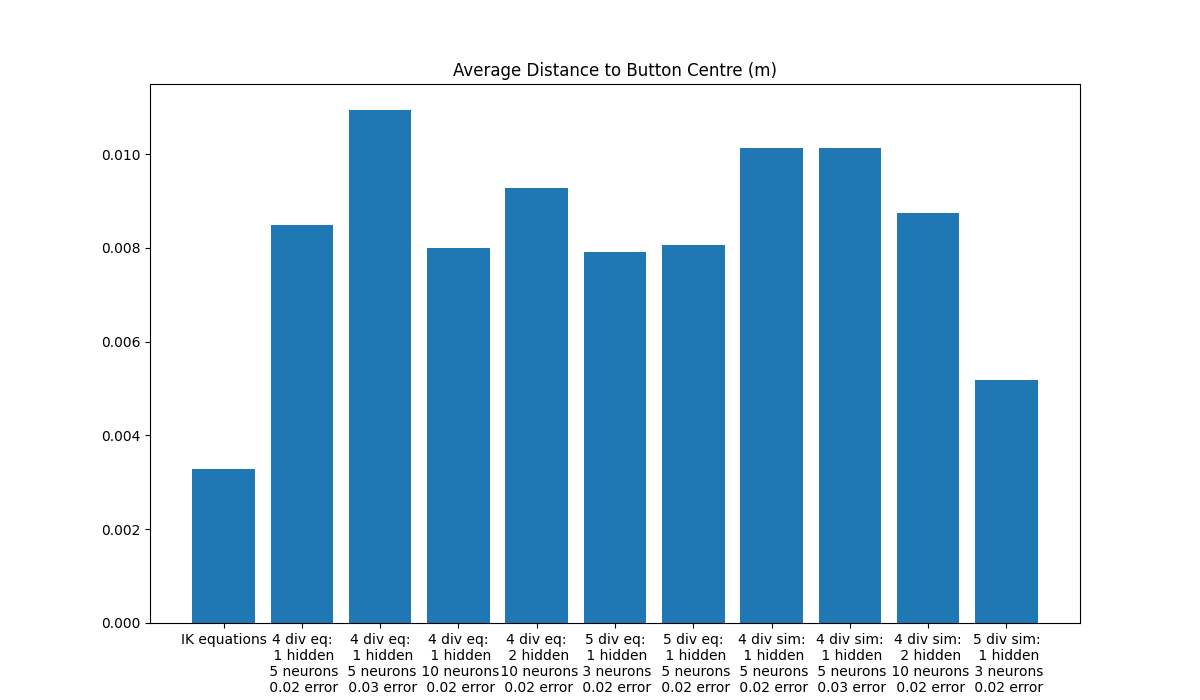 Average Distance to Button Centre (m)
0.010
0.008
0.006
0.004
0.002
0.000
IK equations 4 div eq: 4 div eq: 4 div eq: 4 div eq: 5 div eq: 5 div eq: 4 div sim: 4 div sim: 4 div sim: 5 div sim:
1 hidden 1 hidden 1 hidden 2 hidden 1 hidden 1 hidden 1 hidden 1 hidden 2 hidden 1 hidden
5 neurons 5 neurons 10 neurons 10 neurons 3 neurons 5 neurons 5 neurons 5 neurons 10 neurons 3 neurons
0.02 error 0.03 error 0.02 error 0.02 error 0.02 error 0.02 error 0.02 error 0.03 error 0.02 error 0.02 error